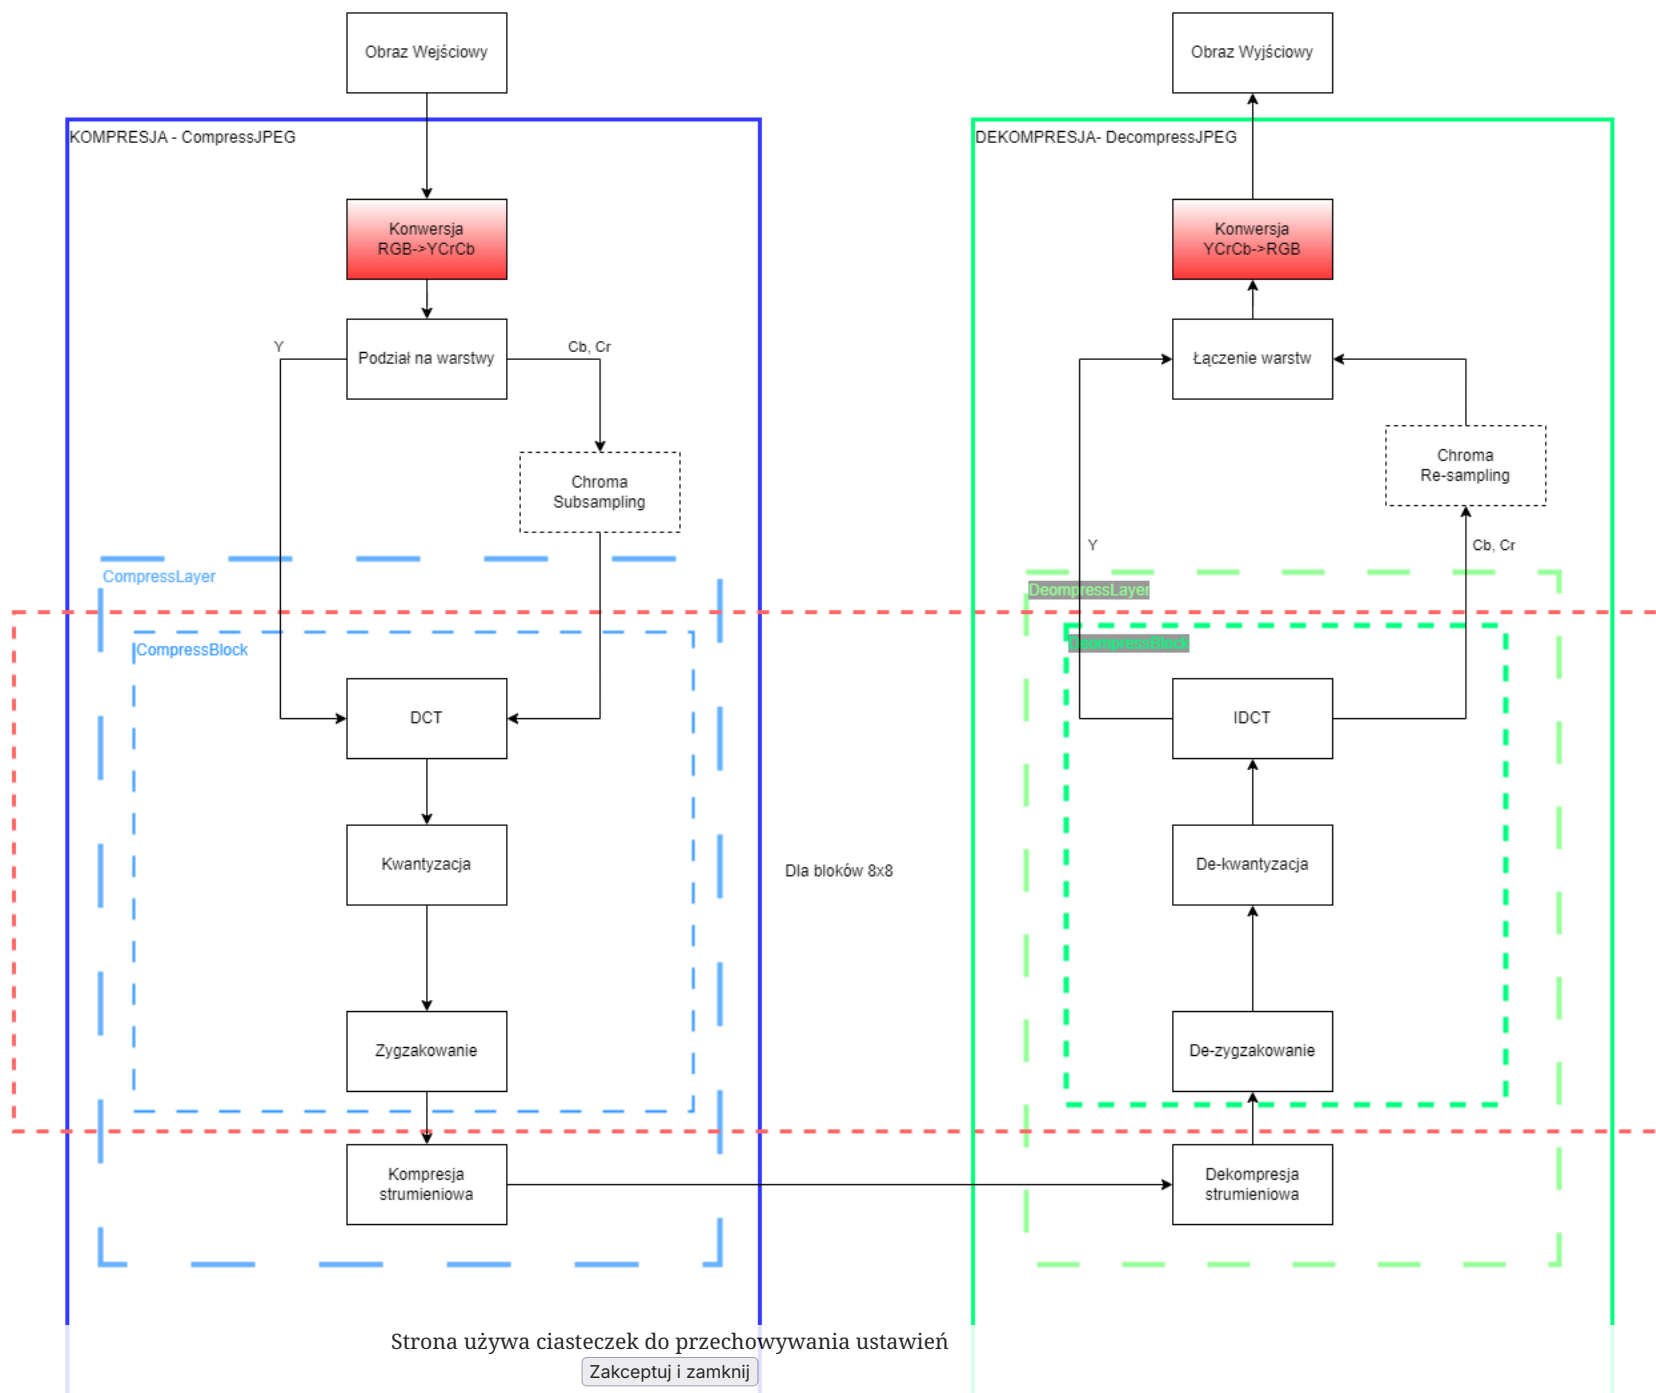 Obraz Wejściowy
KOMPRESJA - CompressJPEG
Konwersja
RGB->YCrCb
Podział na warstwy
Y
Cb, Cr
Chroma
Subsampling
CompressLayer
CompressBlock
DCT
Kwantyzacja
Zygzakowanie
Kompresja
strumieniowa
Dla bloków 8x8
Obraz Wyjściowy
DEKOMPRESJA- DecompressJPEG
Konwersja
YCrCb->RGB
Łączenie warstw
Chroma
Re-sampling
Y
Cb, Cr
DeompressLayer
DeompressBlock
IDCT
De-kwantyzacja
De-zygzakowanie
Dekompresja
strumieniowa
Strona używa ciasteczek do przechowywania ustawień
Zakceptuj i zamknij